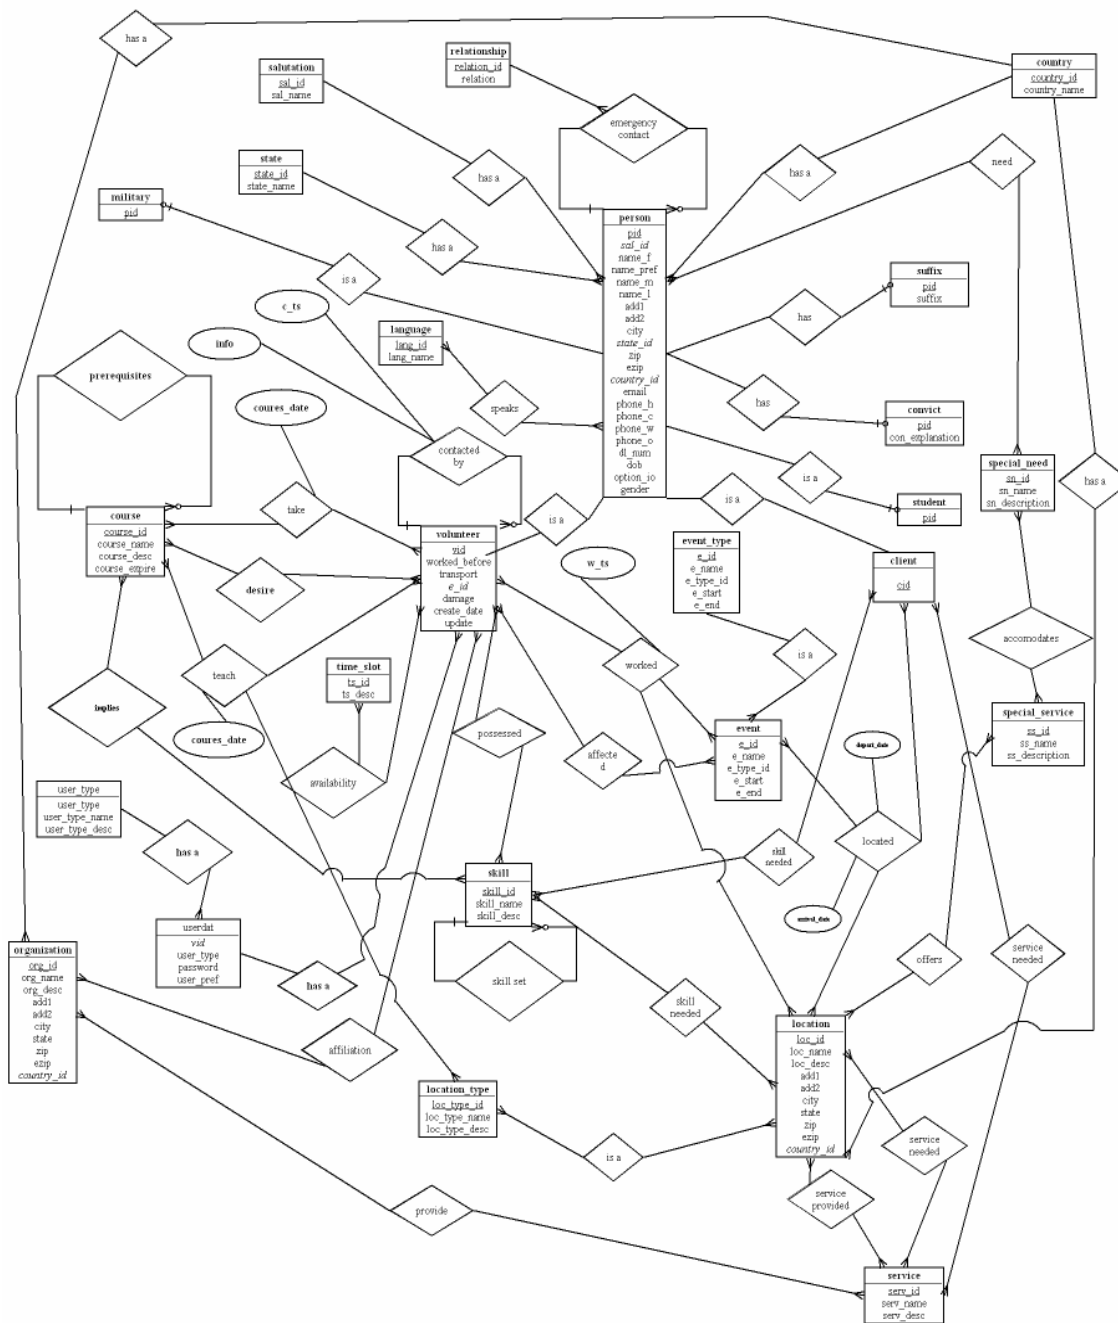 has a
relationship
relation_id
relation
salutation
sal_id
sal_name
country
country_id
country_name
emergency
contact
state
state_id
state_name
has a
has a
need
military
pid
has a
is a
person
pid
sal_id
name_f
name_pref
name_m
name_l
add1
add2
city
state_id
zip
ezip
country_id
email
phone_h
phone_c
phone_w
phone_o
dl_num
dob
option_io
gender
suffix
pid
suffix
has
c_ts
info
language
lang_id
lang_name
prerequisites
coures_date
speaks
has
convict
pid
con_explanation
contacted
by
is a
special_need
sn_id
sn_name
sn_description
has a
student
pid
is a
is a
course
course_id
course_name
course_desc
course_expire
take
volunteer
vid
worked_before
transport
e_id
damage
create_date
update
desire
w_ts
event_type
e_id
e_name
e_type_id
e_start
e_end
client
cid
accomodates
teach
time_slot
ts_id
ts_desc
worked
is a
implies
coures_date
possessed
affecte
d
event
e_id
e_name
e_type_id
e_start
e_end
special_service
ss_id
ss_name
ss_description
depart_date
availability
located
user_type
user_type
user_type_name
user_type_desc
has a
skill
needed
skill
skill_id
skill_name
skill_desc
arrival_date
userdat
vid
user_type
password
user_pref
organization
org_id
org_name
org_desc
add1
add2
city
state
zip
ezip
country_id
has a
skill set
offers
service
needed
skill
needed
affiliation
location
loc_id
loc_name
loc_desc
add1
add2
city
state
zip
ezip
country_id
location_type
loc_type_id
loc_type_name
loc_type_desc
is a
service
needed
provide
service
provided
service
serv_id
serv_name
serv_desc